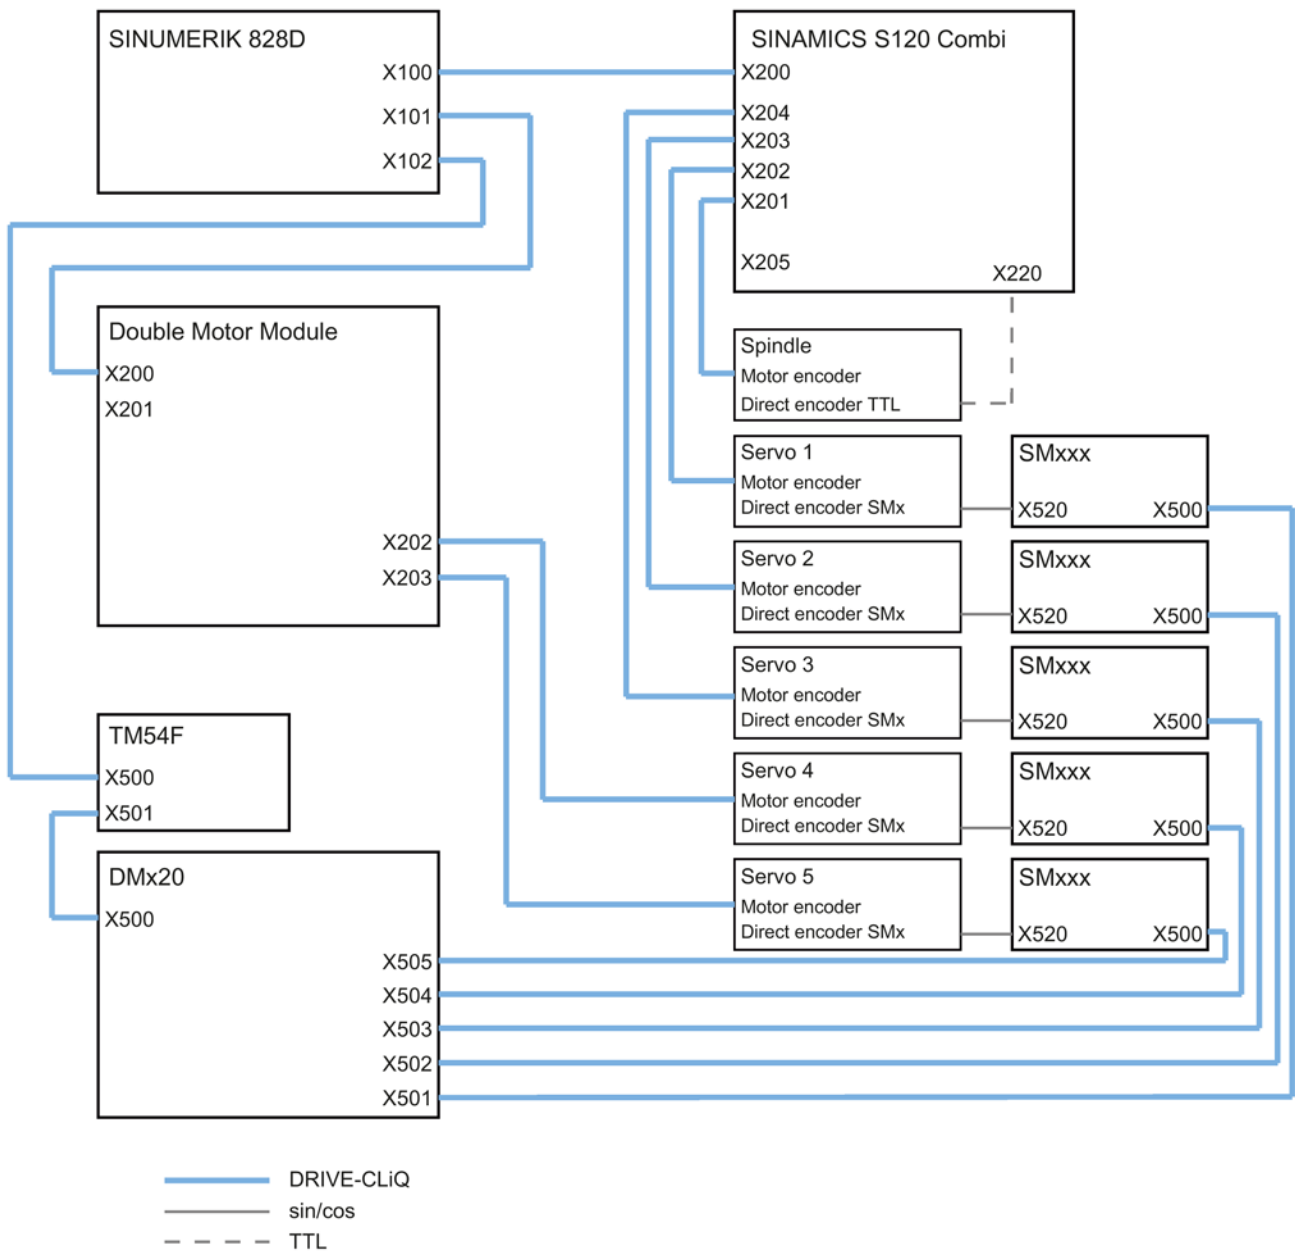 SINUMERIK 828D
X100
X101
X102
SINAMICS S120 Combi
X200
X204
X203
X202
X201
X205
X220
Double Motor Module
X200
X201
X202
X203
Spindle
Motor encoder
Direct encoder TTL
Servo 1
Motor encoder
Direct encoder SMx
SMxxx
X520 X500
Servo 2
Motor encoder
Direct encoder SMx
SMxxx
X520 X500
Servo 3
Motor encoder
Direct encoder SMx
SMxxx
X520 X500
Servo 4
Motor encoder
Direct encoder SMx
SMxxx
X520 X500
Servo 5
Motor encoder
Direct encoder SMx
SMxxx
X520 X500
TM54F
X500
X501
DMx20
X500
X505
X504
X503
X502
X501
DRIVE-CLiQ
sin/cos
TTL